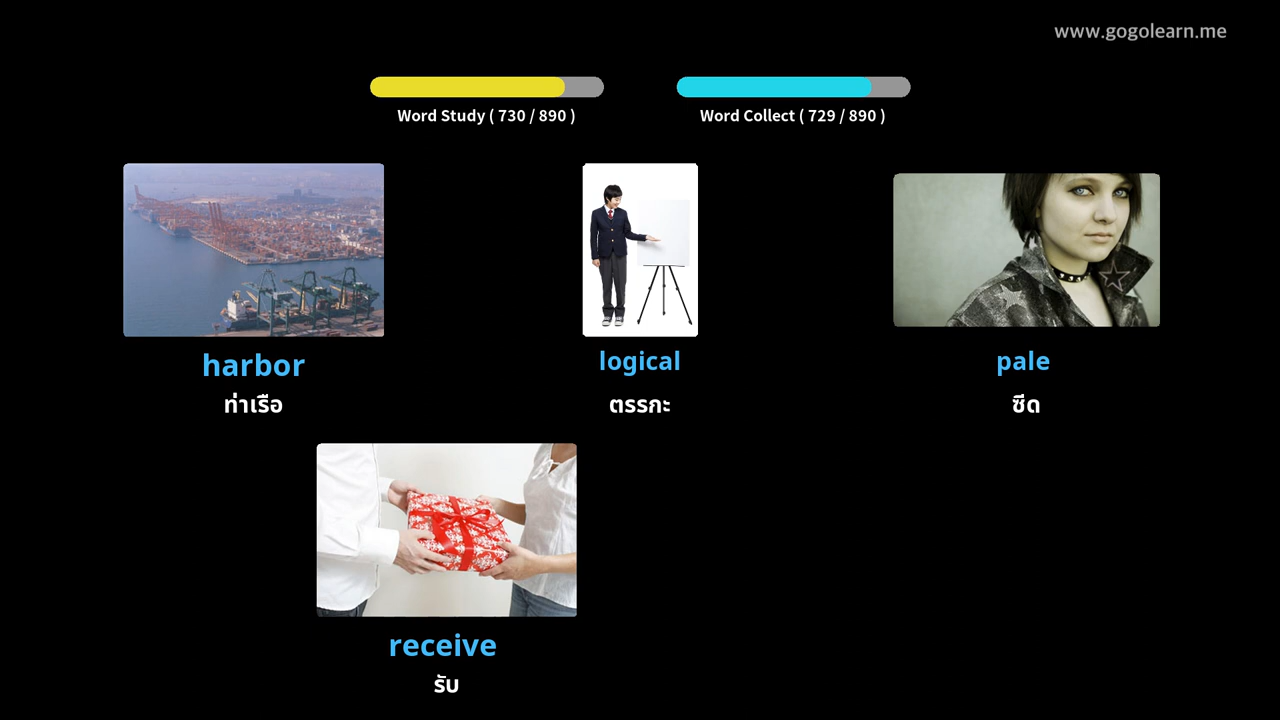 www.gogolearn.me
Word Study ( 730 / 890 )
Word Collect ( 729 / 890 )
harbor
ท่าเรือ
logical
ตรรกะ
pale
ซีด
receive
รับ